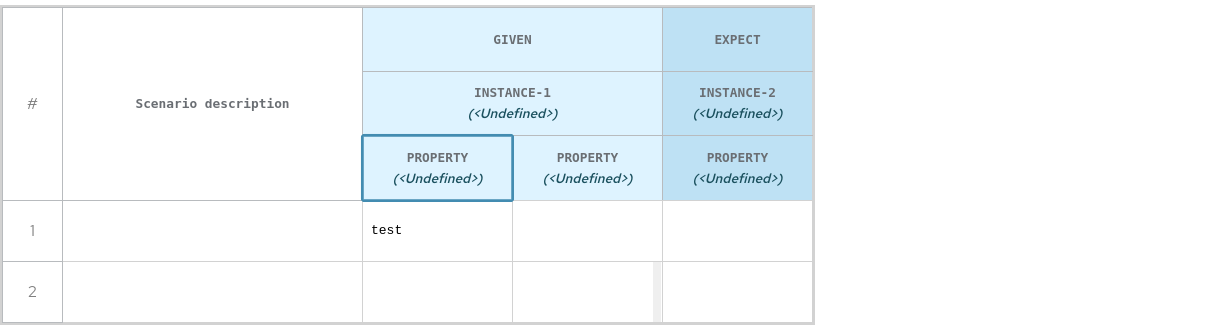 #
Scenario description
GIVEN
EXPECT
INSTANCE-1
(<Undefined>)
INSTANCE-2
(<Undefined>)
PROPERTY
(<Undefined>)
PROPERTY
(<Undefined>)
PROPERTY
(<Undefined>)
1
test
2